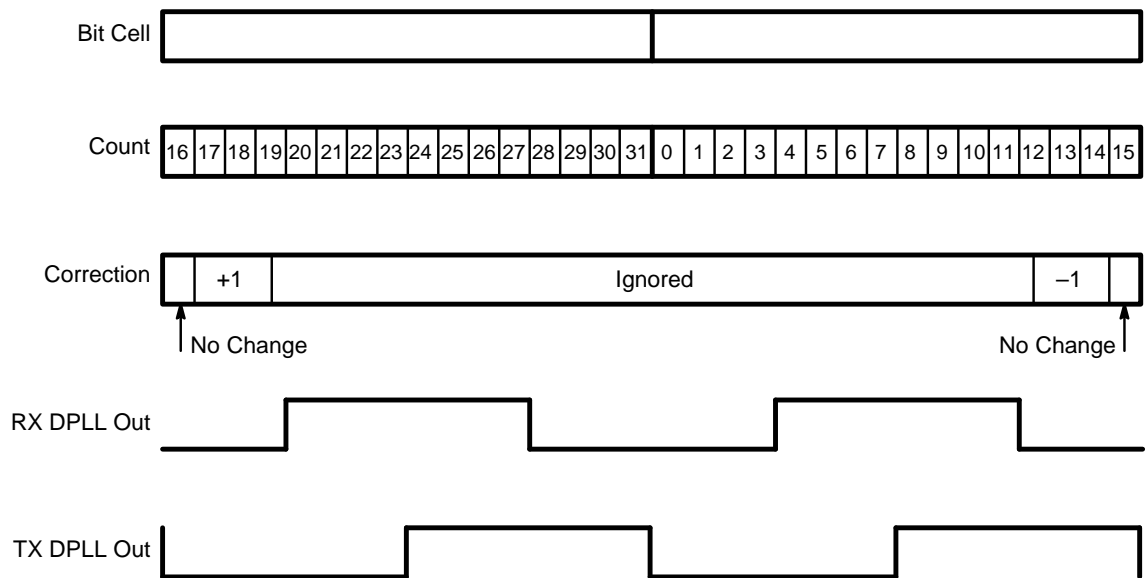 Bit Cell
Count 16 17 18 19 20 21 22 23 24 25 26 27 28 29 30 31 0 1 2 3 4 5 6 7 8 9 10 11 12 13 14 15
Correction +1 Ignored –1
No Change No Change
RX DPLL Out
TX DPLL Out